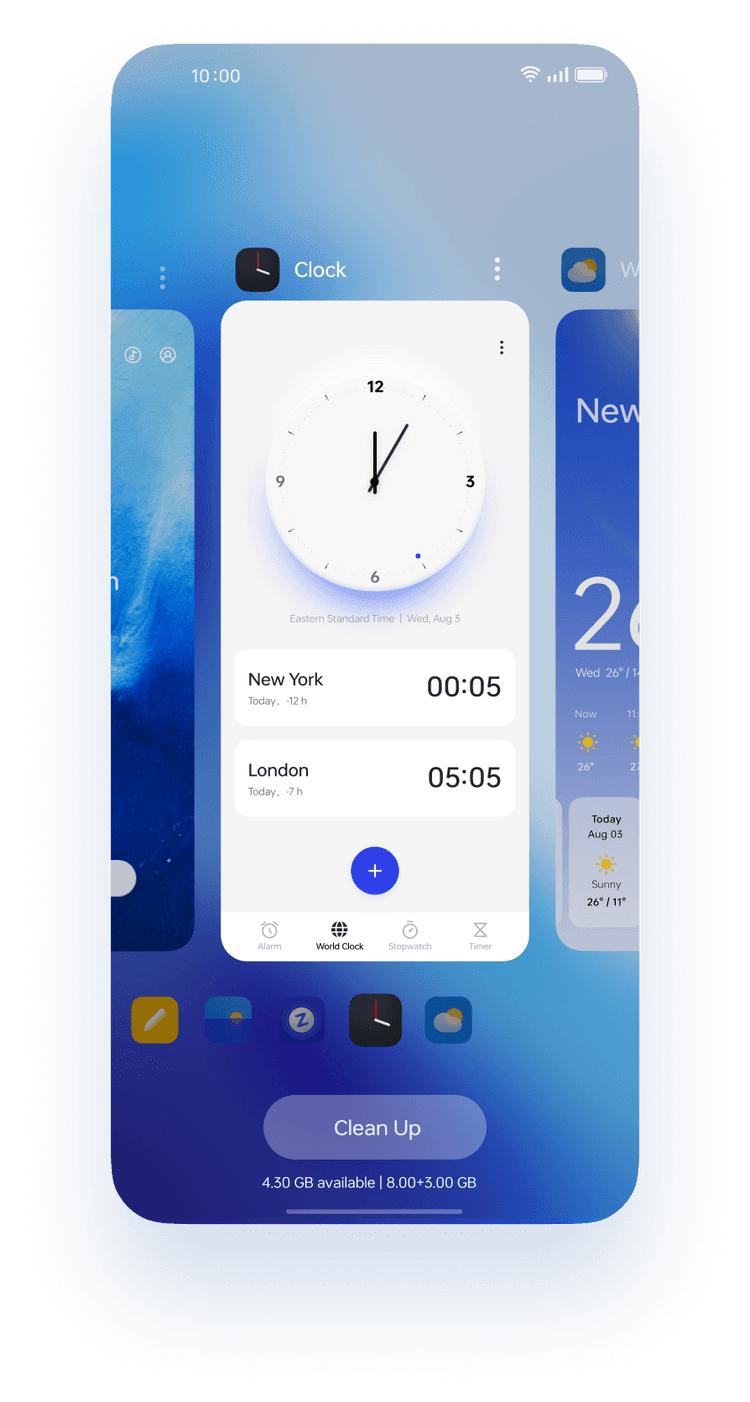 10:00
Clock
W
12
9
3
6
Eastern Standard Time | Wed, Aug 3
New York
Today, -12 h
00:05
London
Today, -7 h
05:05
+
Alarm
World Clock
Stopwatch
Timer
New
26
Wed 26° / 14
Now
11:
26°
27
Today
Aug 03
Sunny
26° / 11°
Z
Clean Up
4.30 GB available | 8.00+3.00 GB